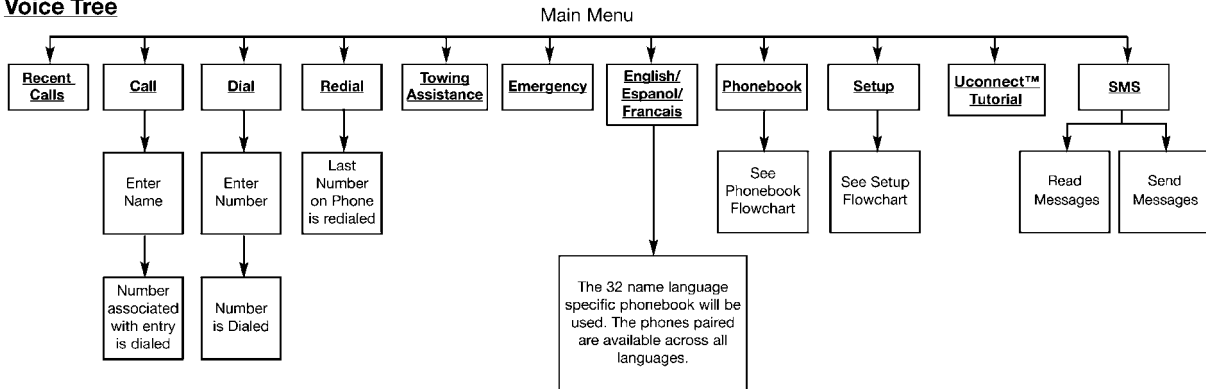 Voice Tree
Main Menu
Recent
Calls
Call
Dial
Redial
Towing
Assistance
Emergency
English/
Espanol/
Francais
Phonebook
Setup
Uconnect™
Tutorial
SMS
Enter
Name
Enter
Number
Last
Number
on Phone
is redialed
See
Phonebook
Flowchart
See Setup
Flowchart
Read
Messages
Send
Messages
Number
associated
with entry
is dialed
Number
is Dialed
The 32 name language
specific phonebook will be
used. The phones paired
are available across all
languages.